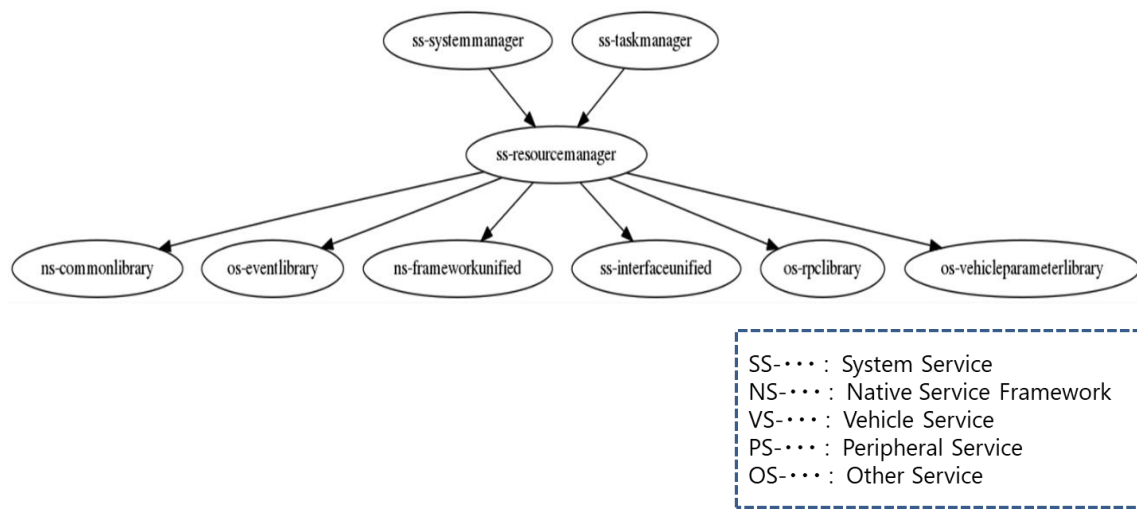 ss-systemmanager ss-taskmanager
ss-resourcemanager
ns-commonlibrary os-eventlibrary ns-frameworkunified ss-interfaceunified os-rpclibrary os-vehicleparameterlibrary
SS-･･･ : System Service
NS-･･･ : Native Service Framework
VS-･･･ : Vehicle Service
PS-･･･ : Peripheral Service
OS-･･･ : Other Service